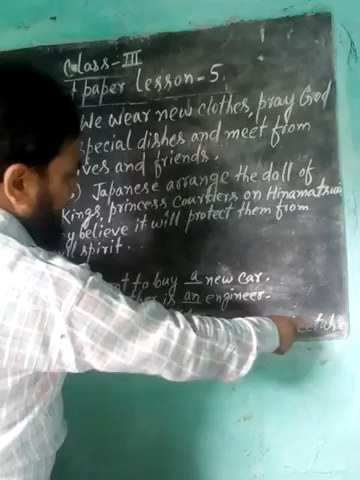 Class-III
paper lesson-5.
We wear new clothes, pray God
special dishes and meet from
and friends.
Japanese arrange the doll of
kings, princess courtiers on Hinamatsuri
believe it will protect them from
spirit.
to buy a new car.
is an engineer.